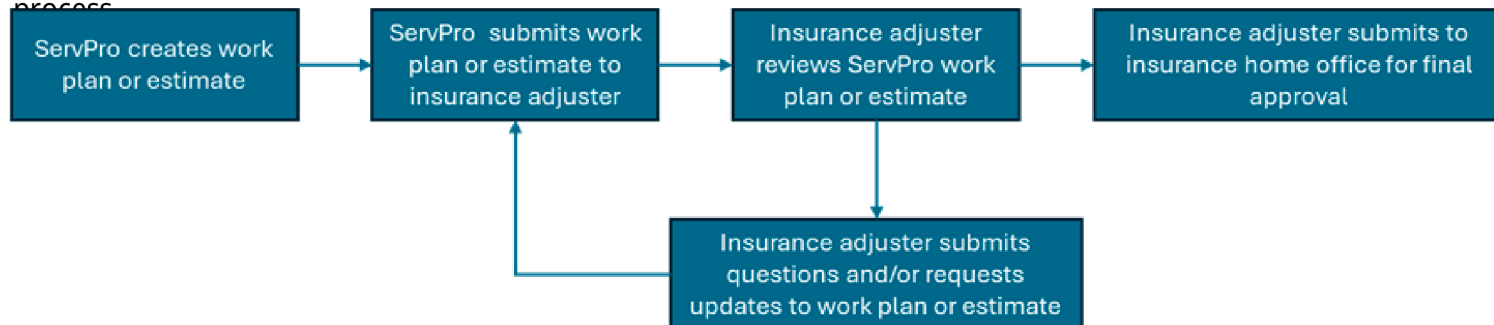 process
ServPro creates work
plan or estimate
ServPro submits work
plan or estimate to
insurance adjuster
Insurance adjuster
reviews ServPro work
plan or estimate
Insurance adjuster submits to
insurance home office for final
approval
Insurance adjuster submits
questions and/or requests
updates to work plan or estimate